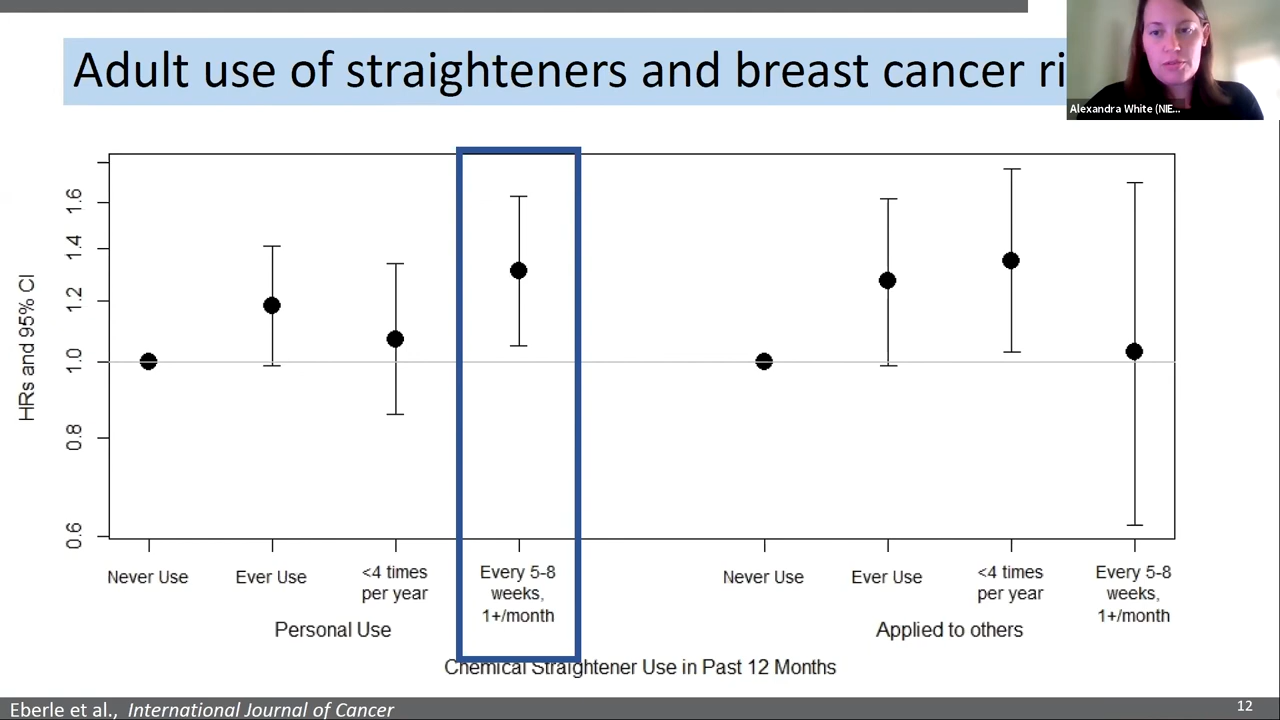 Adult use of straighteners and breast cancer ri
Alexandra White (NIE...
HRs and 95% CI
1.6
1.4
1.2
1.0
0.8
0.6
Never Use
Ever Use
<4 times
per year
Every 5-8
weeks,
1+/month
Personal Use
Never Use
Ever Use
<4 times
per year
Every 5-8
weeks,
1+/month
Applied to others
Chemical Straightener Use in Past 12 Months
Eberle et al., International Journal of Cancer
12